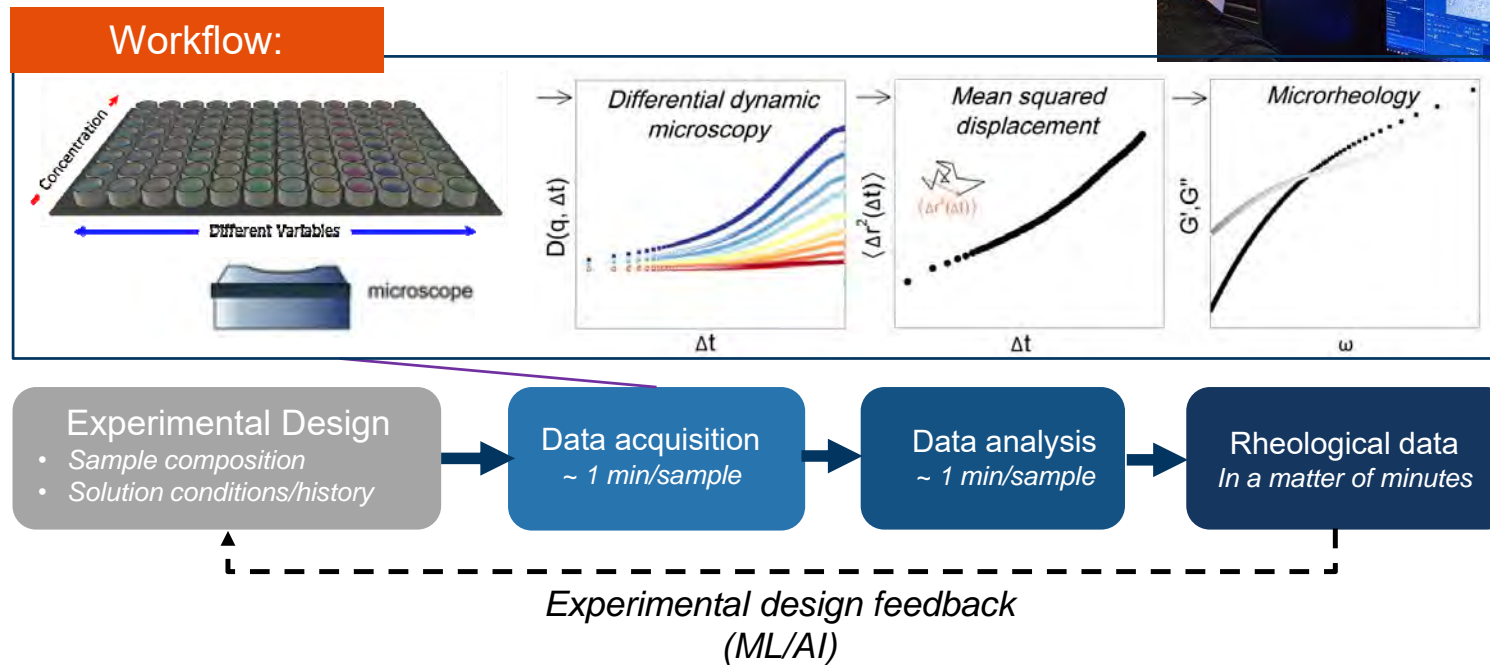 Workflow:
Concentration
Different Variables
microscope
Differential dynamic
microscopy
D(q, Δt)
Δt
Mean squared
displacement
⟨Δr²(Δt)⟩
⟨Δr²(Δt)⟩
Δt
Microrheology
G',G"
ω
Experimental Design
• Sample composition
• Solution conditions/history
Data acquisition
~ 1 min/sample
Data analysis
~ 1 min/sample
Rheological data
In a matter of minutes
Experimental design feedback
(ML/AI)